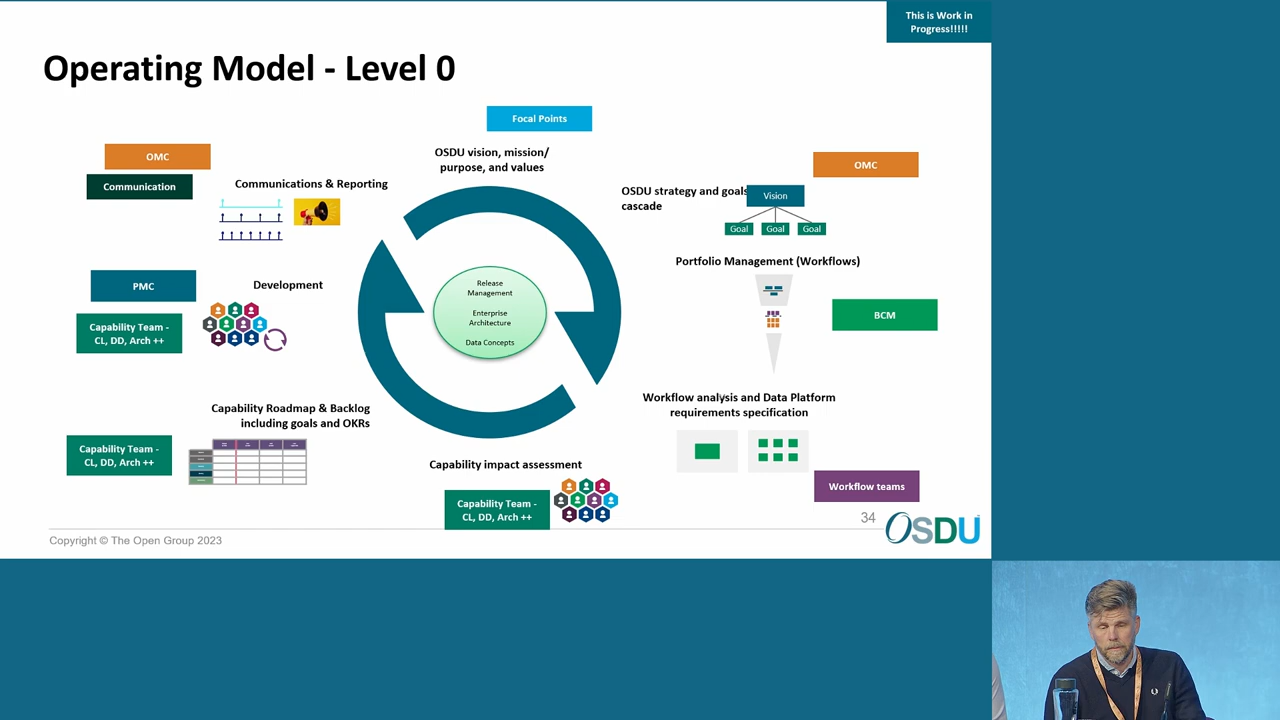 This is Work in
Progress!!!!!
Operating Model - Level 0
Focal Points
OSDU vision, mission/
purpose, and values
OMC
Communication
Communications & Reporting
OMC
OSDU strategy and goals
cascade
Vision
Goal
Goal
Goal
Portfolio Management (Workflows)
BCM
PMC
Development
Capability Team -
CL, DD, Arch ++
Release
Management
Enterprise
Architecture
Data Concepts
Workflow analysis and Data Platform
requirements specification
Workflow teams
Capability Roadmap & Backlog
including goals and OKRs
Capability Team -
CL, DD, Arch ++
Capability impact assessment
Capability Team -
CL, DD, Arch ++
34
OSDU
Copyright © The Open Group 2023